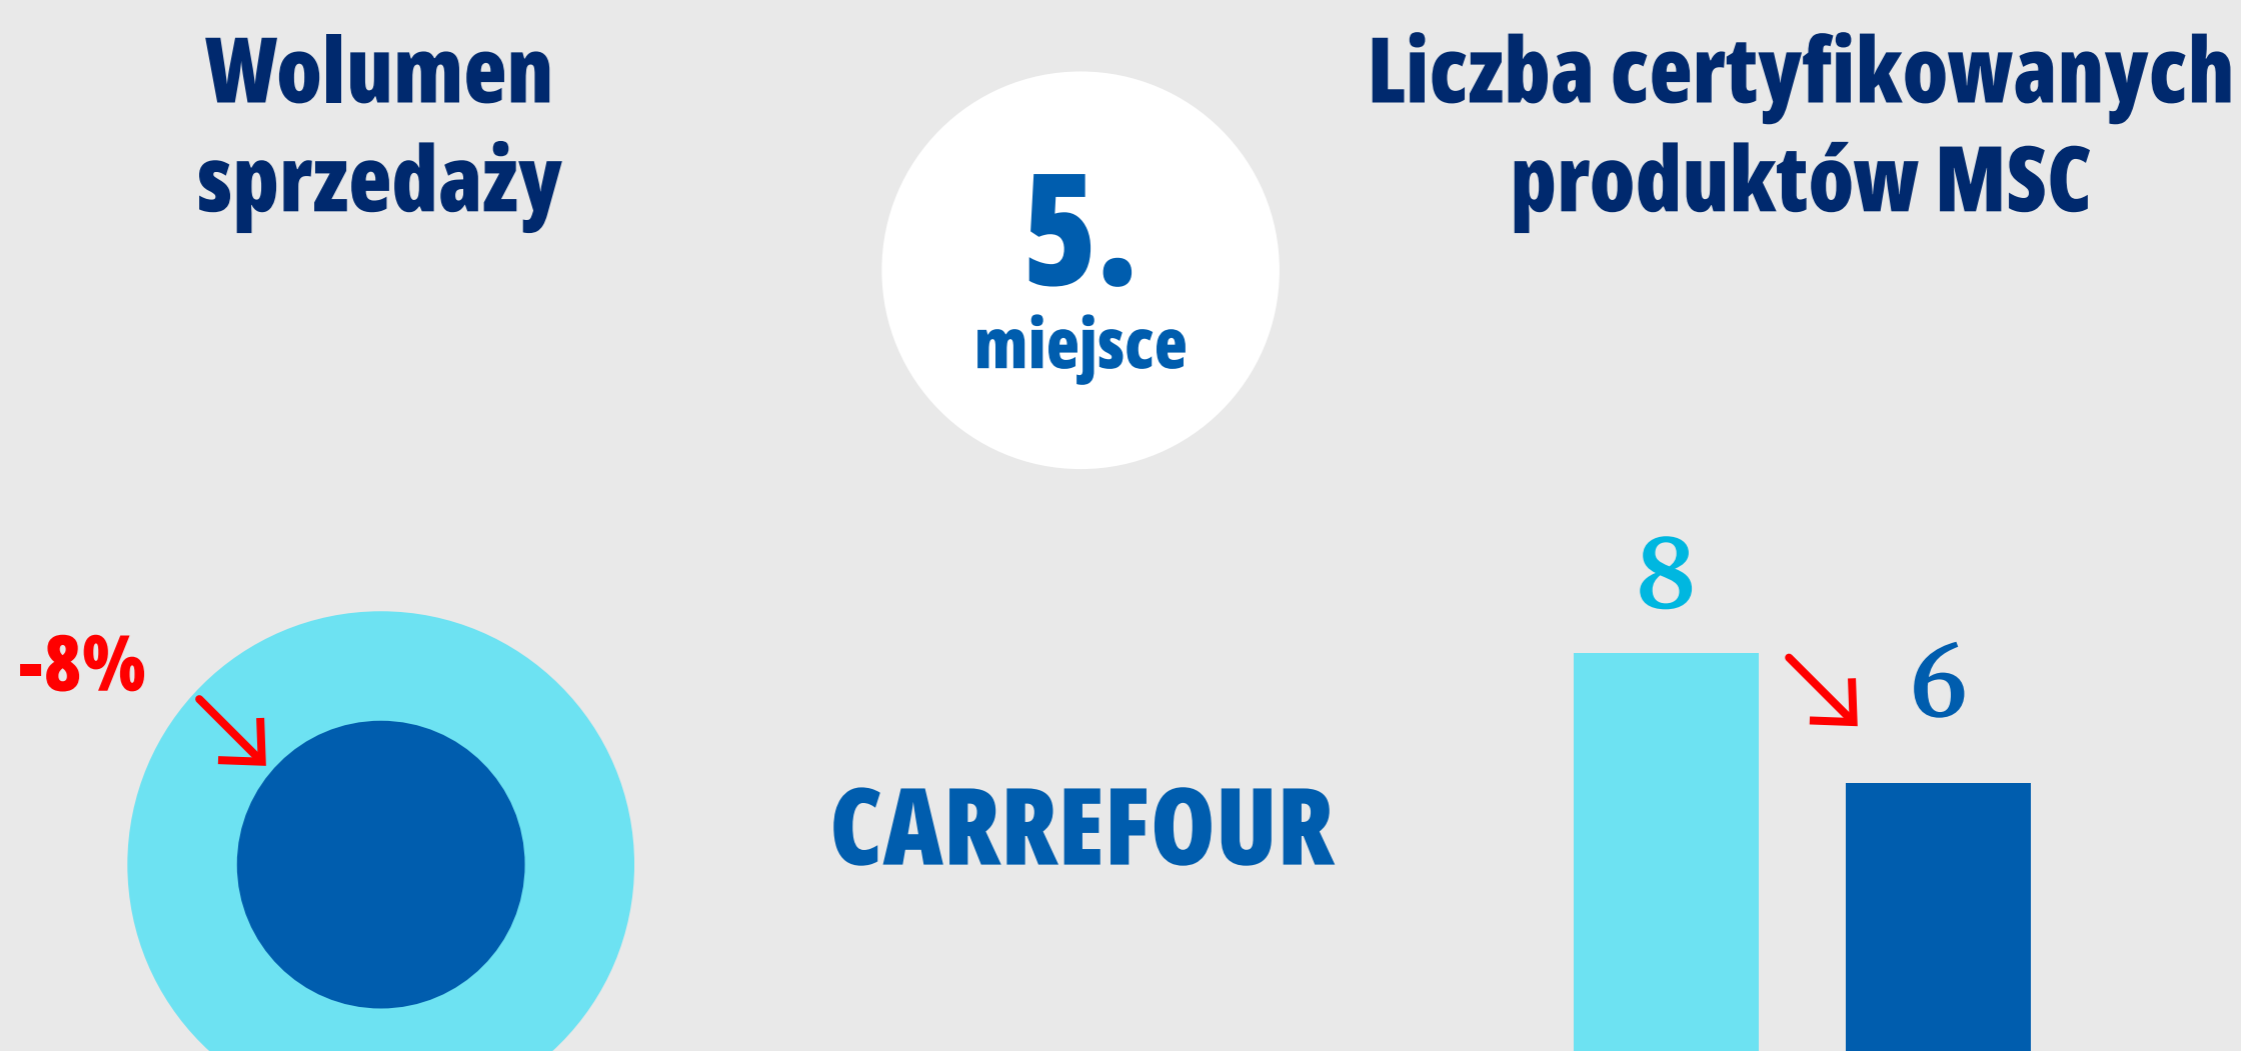 Wolumen
sprzedaży
5.
miejsce
Liczba certyfikowanych
produktów MSC
-8%
CARREFOUR
8
6